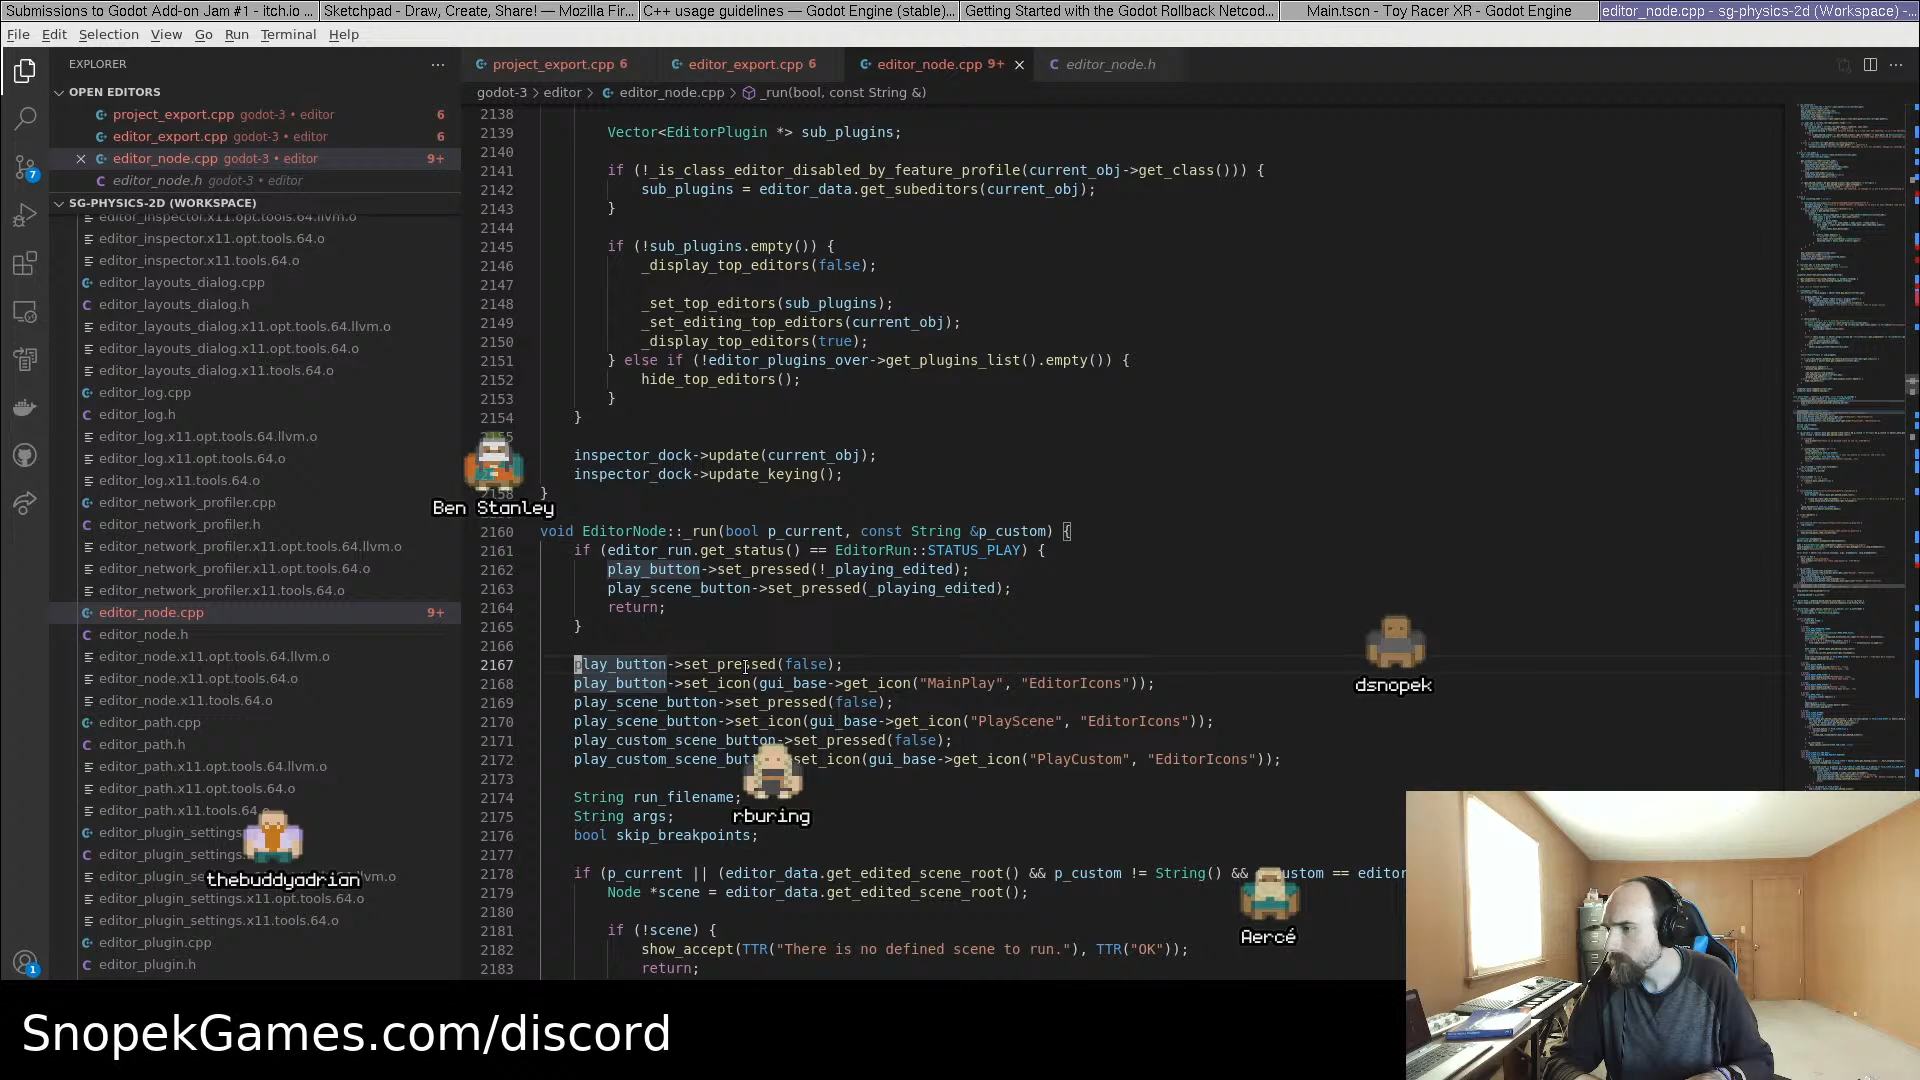 Submissions to Godot Add-on Jam #1 - itch.io ...
Sketchpad - Draw, Create, Share! — Mozilla Fir...
C++ usage guidelines — Godot Engine (stable)...
Getting Started with the Godot Rollback Netcod...
Main.tscn - Toy Racer XR - Godot Engine
editor_node.cpp - sg-physics-2d (Workspace) -...
File Edit Selection View Go Run Terminal Help
EXPLORER
OPEN EDITORS
project_export.cpp godot-3 • editor 6
editor_export.cpp godot-3 • editor 6
editor_node.cpp godot-3 • editor 9+
editor_node.h godot-3 • editor
SG-PHYSICS-2D (WORKSPACE)
editor_inspector.x11.opt.tools.64.llvm.o
editor_inspector.x11.opt.tools.64.o
editor_inspector.x11.tools.64.o
editor_layouts_dialog.cpp
editor_layouts_dialog.h
editor_layouts_dialog.x11.opt.tools.64.llvm.o
editor_layouts_dialog.x11.opt.tools.64.o
editor_layouts_dialog.x11.tools.64.o
editor_log.cpp
editor_log.h
editor_log.x11.opt.tools.64.llvm.o
editor_log.x11.opt.tools.64.o
editor_log.x11.tools.64.o
editor_network_profiler.cpp
editor_network_profiler.h
editor_network_profiler.x11.opt.tools.64.llvm.o
editor_network_profiler.x11.opt.tools.64.o
editor_network_profiler.x11.tools.64.o
editor_node.cpp 9+
editor_node.h
editor_node.x11.opt.tools.64.llvm.o
editor_node.x11.opt.tools.64.o
editor_node.x11.tools.64.o
editor_path.cpp
editor_path.h
editor_path.x11.opt.tools.64.llvm.o
editor_path.x11.opt.tools.64.o
editor_path.x11.tools.64.o
editor_plugin_settings.
editor_plugin_settings.
editor_plugin_se
editor_plugin_settings.x11.opt.tools.64.o
editor_plugin_settings.x11.tools.64.o
editor_plugin.cpp
editor_plugin.h
7
1
project_export.cpp 6
editor_export.cpp 6
editor_node.cpp 9+
editor_node.h
godot-3 > editor > editor_node.cpp > _run(bool, const String &)
2138
2139 Vector<EditorPlugin *> sub_plugins;
2140
2141 if (!_is_class_editor_disabled_by_feature_profile(current_obj->get_class())) {
2142 sub_plugins = editor_data.get_subeditors(current_obj);
2143 }
2144
2145 if (!sub_plugins.empty()) {
2146 _display_top_editors(false);
2147
2148 _set_top_editors(sub_plugins);
2149 _set_editing_top_editors(current_obj);
2150 _display_top_editors(true);
2151 } else if (!editor_plugins_over->get_plugins_list().empty()) {
2152 hide_top_editors();
2153 }
2154 }
inspector_dock->update(current_obj);
inspector_dock->update_keying();
2158 }
2160 void EditorNode::_run(bool p_current, const String &p_custom) {
2161 if (editor_run.get_status() == EditorRun::STATUS_PLAY) {
2162 play_button->set_pressed(!_playing_edited);
2163 play_scene_button->set_pressed(_playing_edited);
2164 return;
2165 }
2166
2167 play_button->set_pressed(false);
2168 play_button->set_icon(gui_base->get_icon("MainPlay", "EditorIcons"));
2169 play_scene_button->set_pressed(false);
2170 play_scene_button->set_icon(gui_base->get_icon("PlayScene", "EditorIcons"));
2171 play_custom_scene_button->set_pressed(false);
2172 play_custom_scene_butt set_icon(gui_base->get_icon("PlayCustom", "EditorIcons"));
2173
2174 String run_filename;
2175 String args;
2176 bool skip_breakpoints;
2177
2178 if (p_current || (editor_data.get_edited_scene_root() && p_custom != String() && ustom == editor
2179 Node *scene = editor_data.get_edited_scene_root();
2180
2181 if (!scene) {
2182 show_accept(TTR("There is no defined scene to run."), TTR("OK"));
2183 return;
Ben Stanley
dsnopek
rburing
thebuddyadrian
Aercé
SnopekGames.com/discord